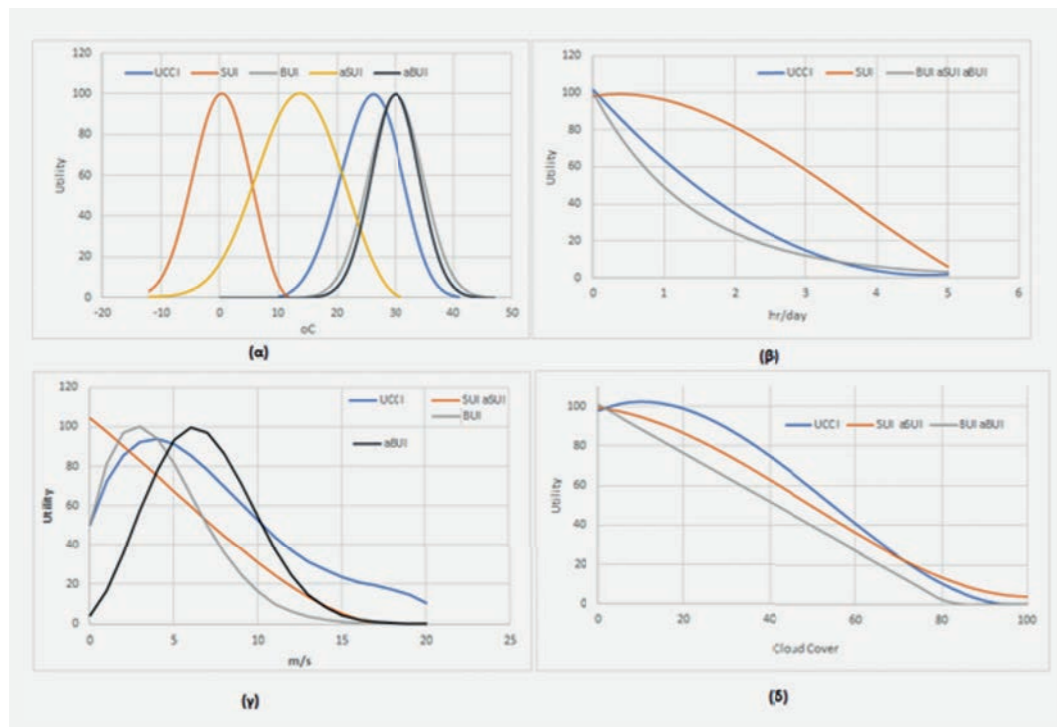 120
100
80
60
40
20
0
Utility
UCCI SUI BUI aSUI aBUI
-20 -10 0 10 20 30 40 50
oC
(α)
120
100
80
60
40
20
0
Utility
UCCI SUI BUI aSUI aBUI
0 1 2 3 4 5 6
hr/day
(β)
120
100
80
60
40
20
0
Utility
UCCI SUI aSUI
BUI
aBUI
0 5 10 15 20 25
m/s
(γ)
100
80
60
40
20
0
Utility
UCCI SUI aSUI BUI aBUI
0 20 40 60 80 100
Cloud Cover
(δ)